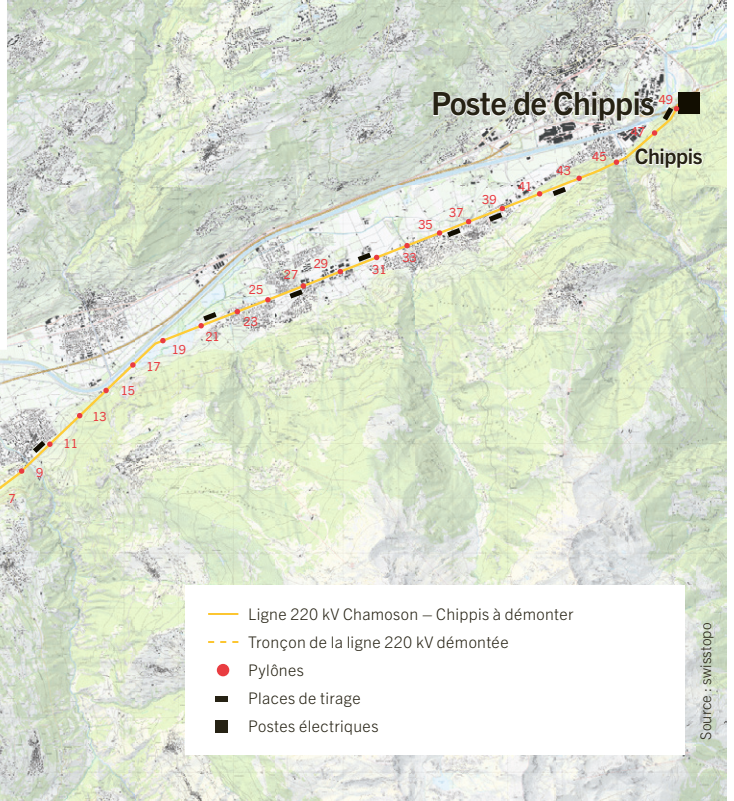 Poste de Chippis
49
47
Chippis
45
43
41
39
37
35
33
31
29
27
25
23
21
19
17
15
13
11
9
7
Ligne 220 kV Chamoson – Chippis à démonter
Tronçon de la ligne 220 kV démontée
Pylônes
Places de tirage
Postes électriques
Source : swisstopo